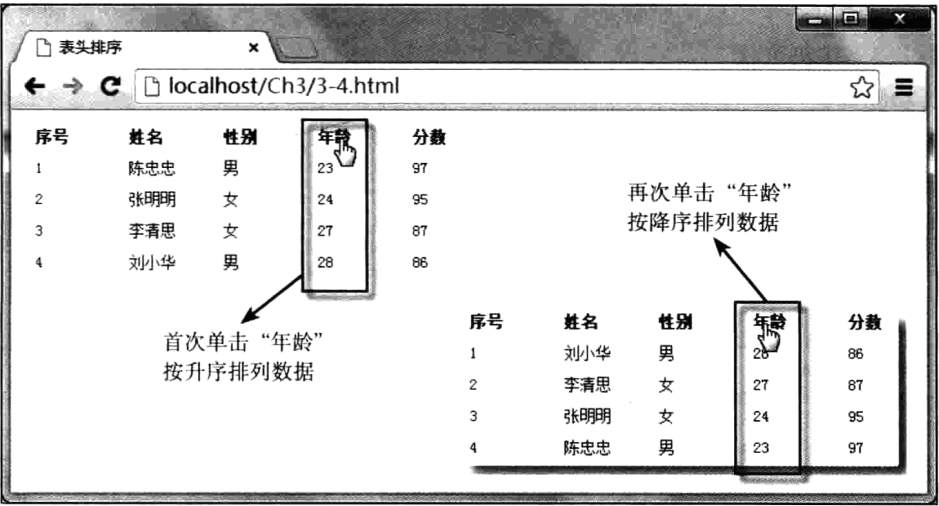 表头排序
localhost/Ch3/3-4.html
序号 姓名 性别 年龄 分数
1 陈忠忠 男 23 97
2 张明明 女 24 95
3 李清思 女 27 87
4 刘小华 男 28 86
首次单击“年龄”
按升序排列数据
再次单击“年龄”
按降序排列数据
序号 姓名 性别 年龄 分数
1 刘小华 男 28 86
2 李清思 女 27 87
3 张明明 女 24 95
4 陈忠忠 男 23 97